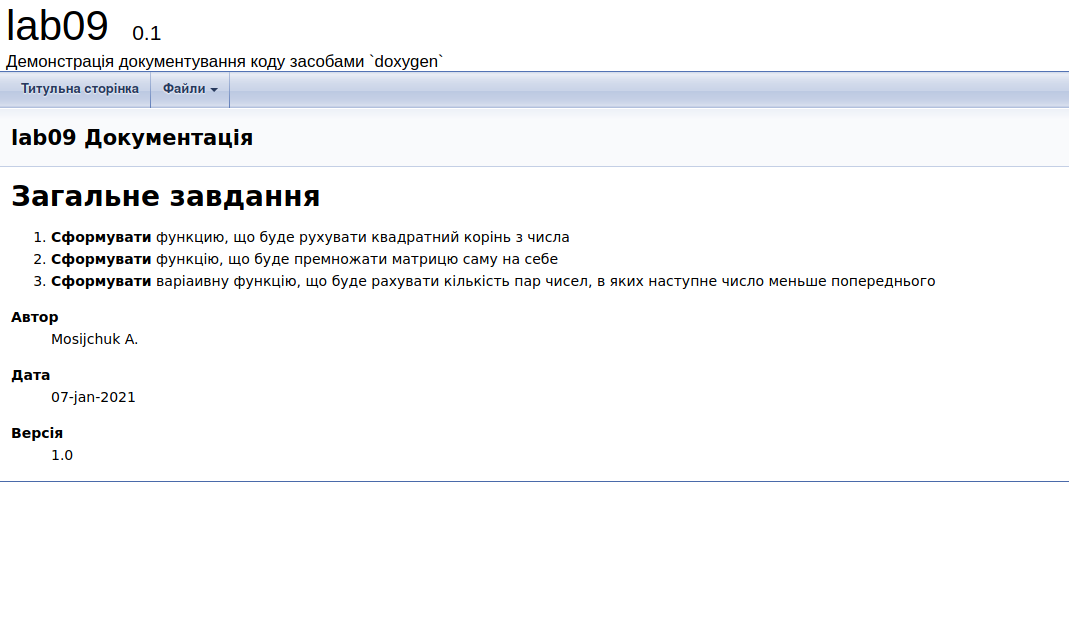 lab09 0.1
Демонстрація документування коду засобами `doxygen`
Титульна сторінка Файли
lab09 Документація
Загальне завдання
1. Сформувати функцию, що буде рухувати квадратний корінь з числа
2. Сформувати функцію, що буде премножати матрицю саму на себе
3. Сформувати варіаивну функцію, що буде рахувати кількість пар чисел, в яких наступне число меньше попереднього
Автор
Mosijchuk A.
Дата
07-jan-2021
Версія
1.0